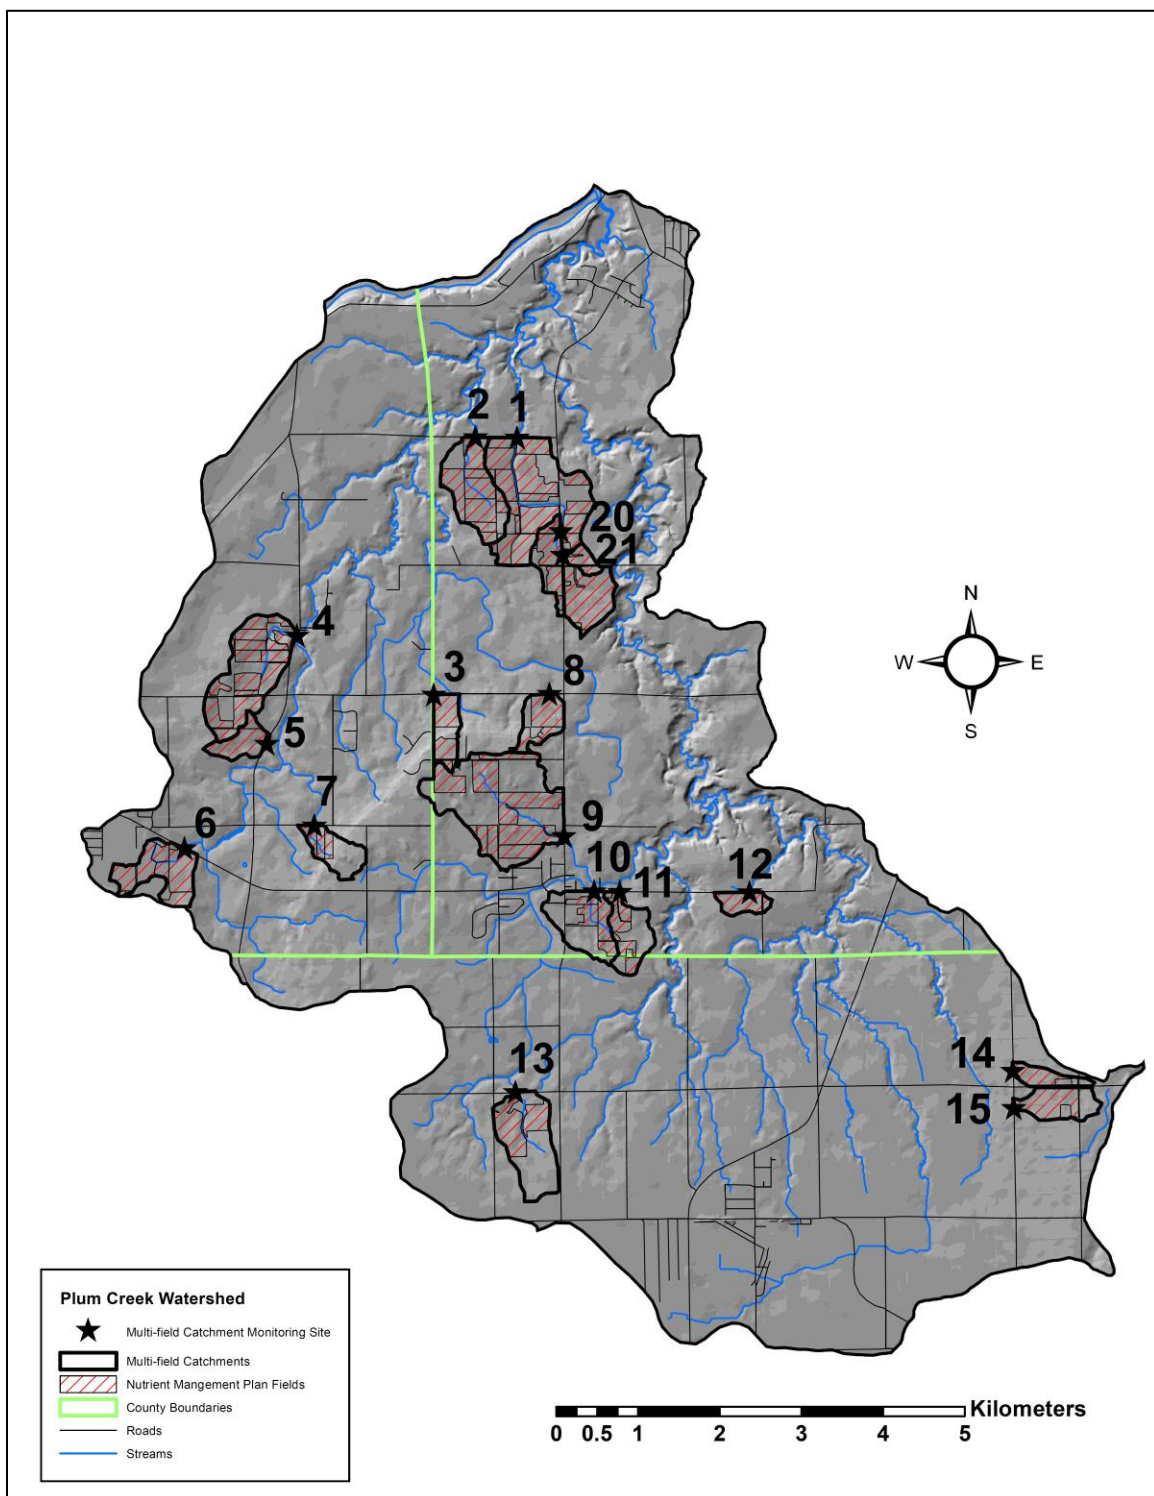 2 1
20
21
N
W E
S
4
3 8
5
7
6
9
10
11 12
13
14
15
Plum Creek Watershed
Multi-field Catchment Monitoring Site
Multi-field Catchments
Nutrient Mangement Plan Fields
County Boundaries
Roads
Streams
Kilometers
0 0.5 1 2 3 4 5